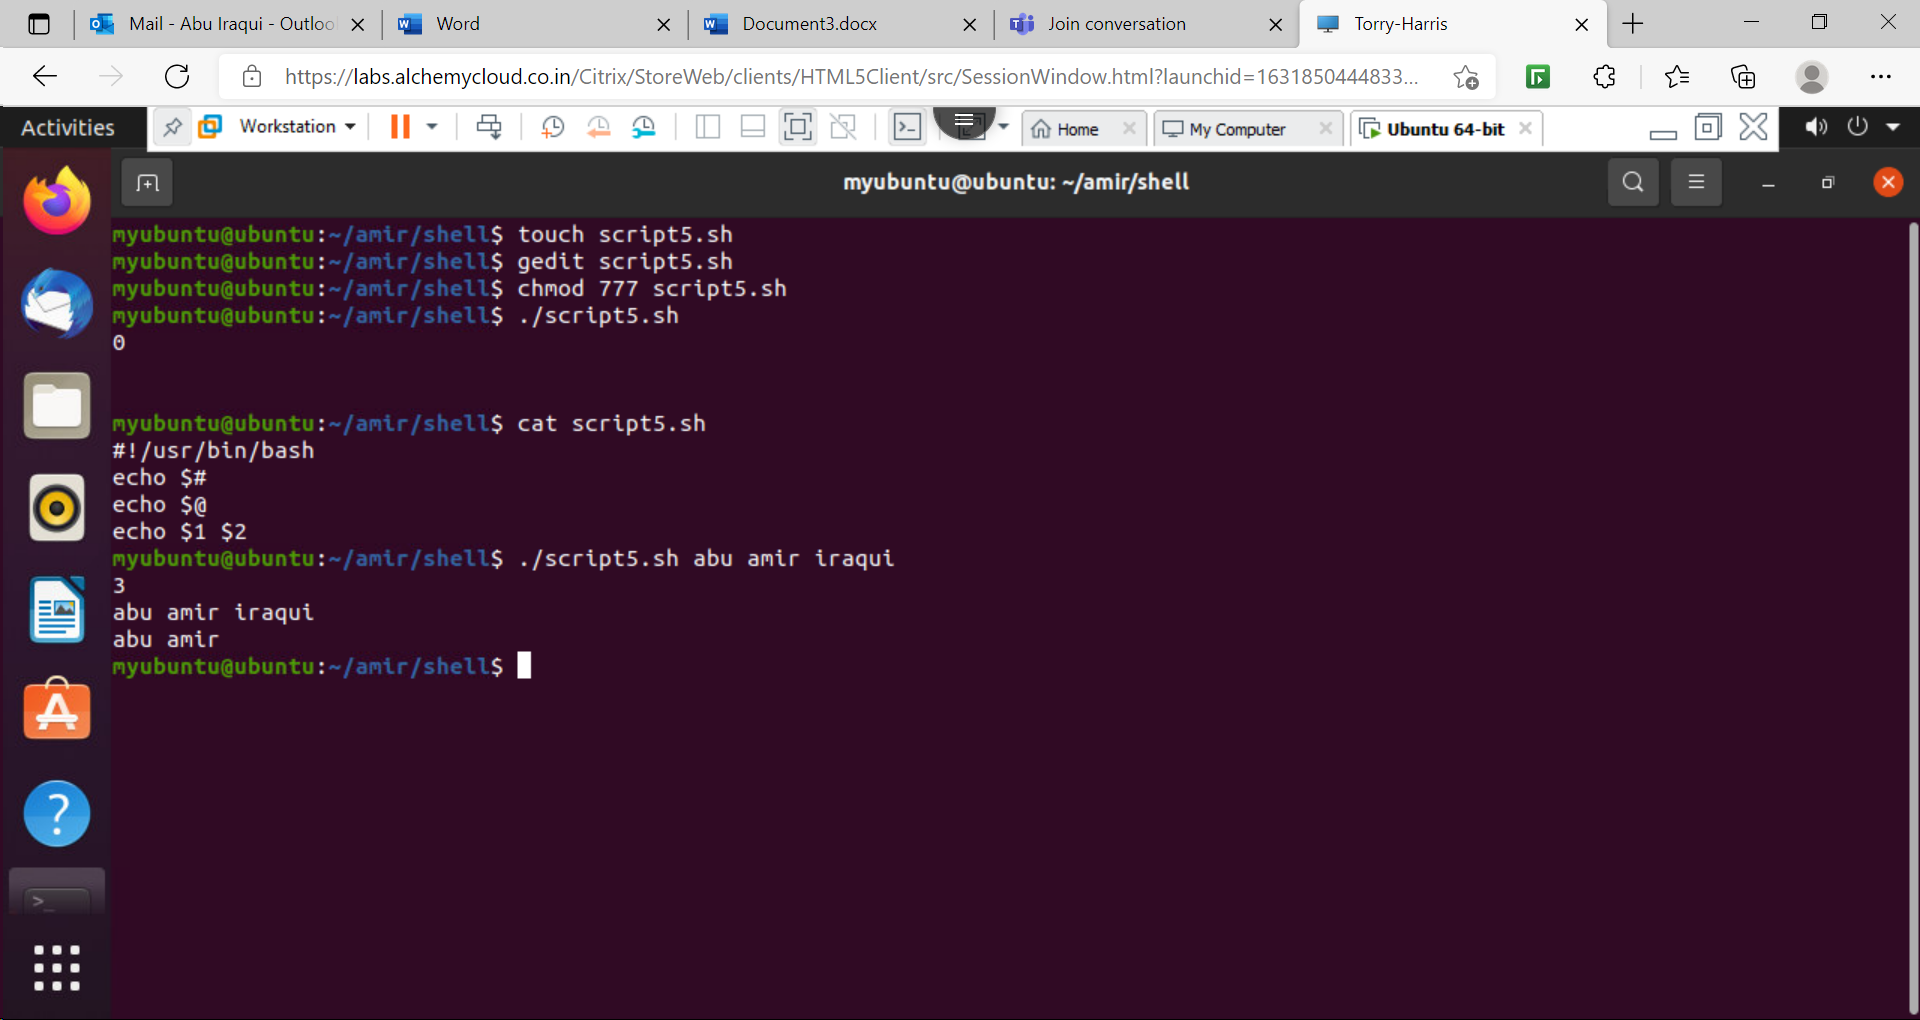 Mail - Abu Iraqui - Outloo
Word
Document3.docx
Join conversation
Torry-Harris
https://labs.alchemycloud.co.in/Citrix/StoreWeb/clients/HTML5Client/src/SessionWindow.html?launchid=1631850444833...
Activities
Workstation
Home
My Computer
Ubuntu 64-bit
myubuntu@ubuntu: ~/amir/shell
myubuntu@ubuntu:~/amir/shell$ touch script5.sh
myubuntu@ubuntu:~/amir/shell$ gedit script5.sh
myubuntu@ubuntu:~/amir/shell$ chmod 777 script5.sh
myubuntu@ubuntu:~/amir/shell$ ./script5.sh
0
myubuntu@ubuntu:~/amir/shell$ cat script5.sh
#!/usr/bin/bash
echo $#
echo $@
echo $1 $2
myubuntu@ubuntu:~/amir/shell$ ./script5.sh abu amir iraqui
3
abu amir iraqui
abu amir
myubuntu@ubuntu:~/amir/shell$